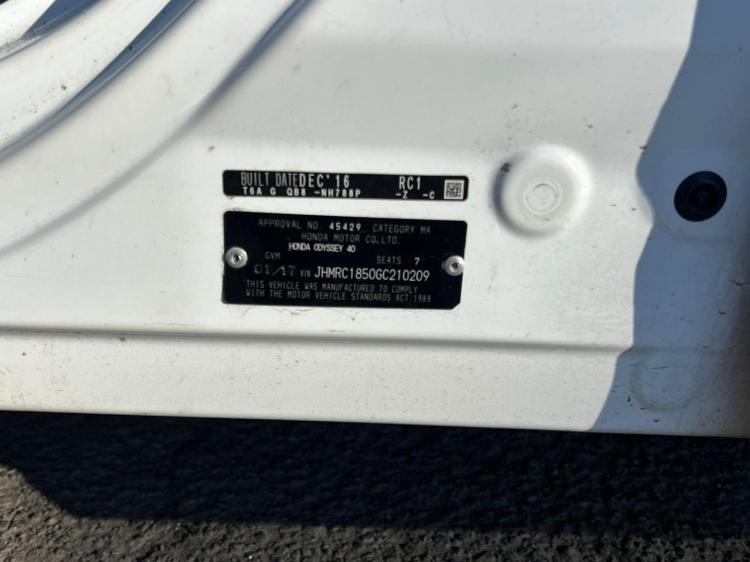 BUILT DATE DEC'16 RC1
T6A G QB8 -NH788P -Z -C
APPROVAL NO. 45429 CATEGORY MA
HONDA MOTOR CO.,LTD.
HONDA ODYSSEY 40
GVM SEATS 7
01/17 VIN JHMRC1850GC210209
THIS VEHICLE WAS MANUFACTURED TO COMPLY
WITH THE MOTOR VEHICLE STANDARDS ACT 1989